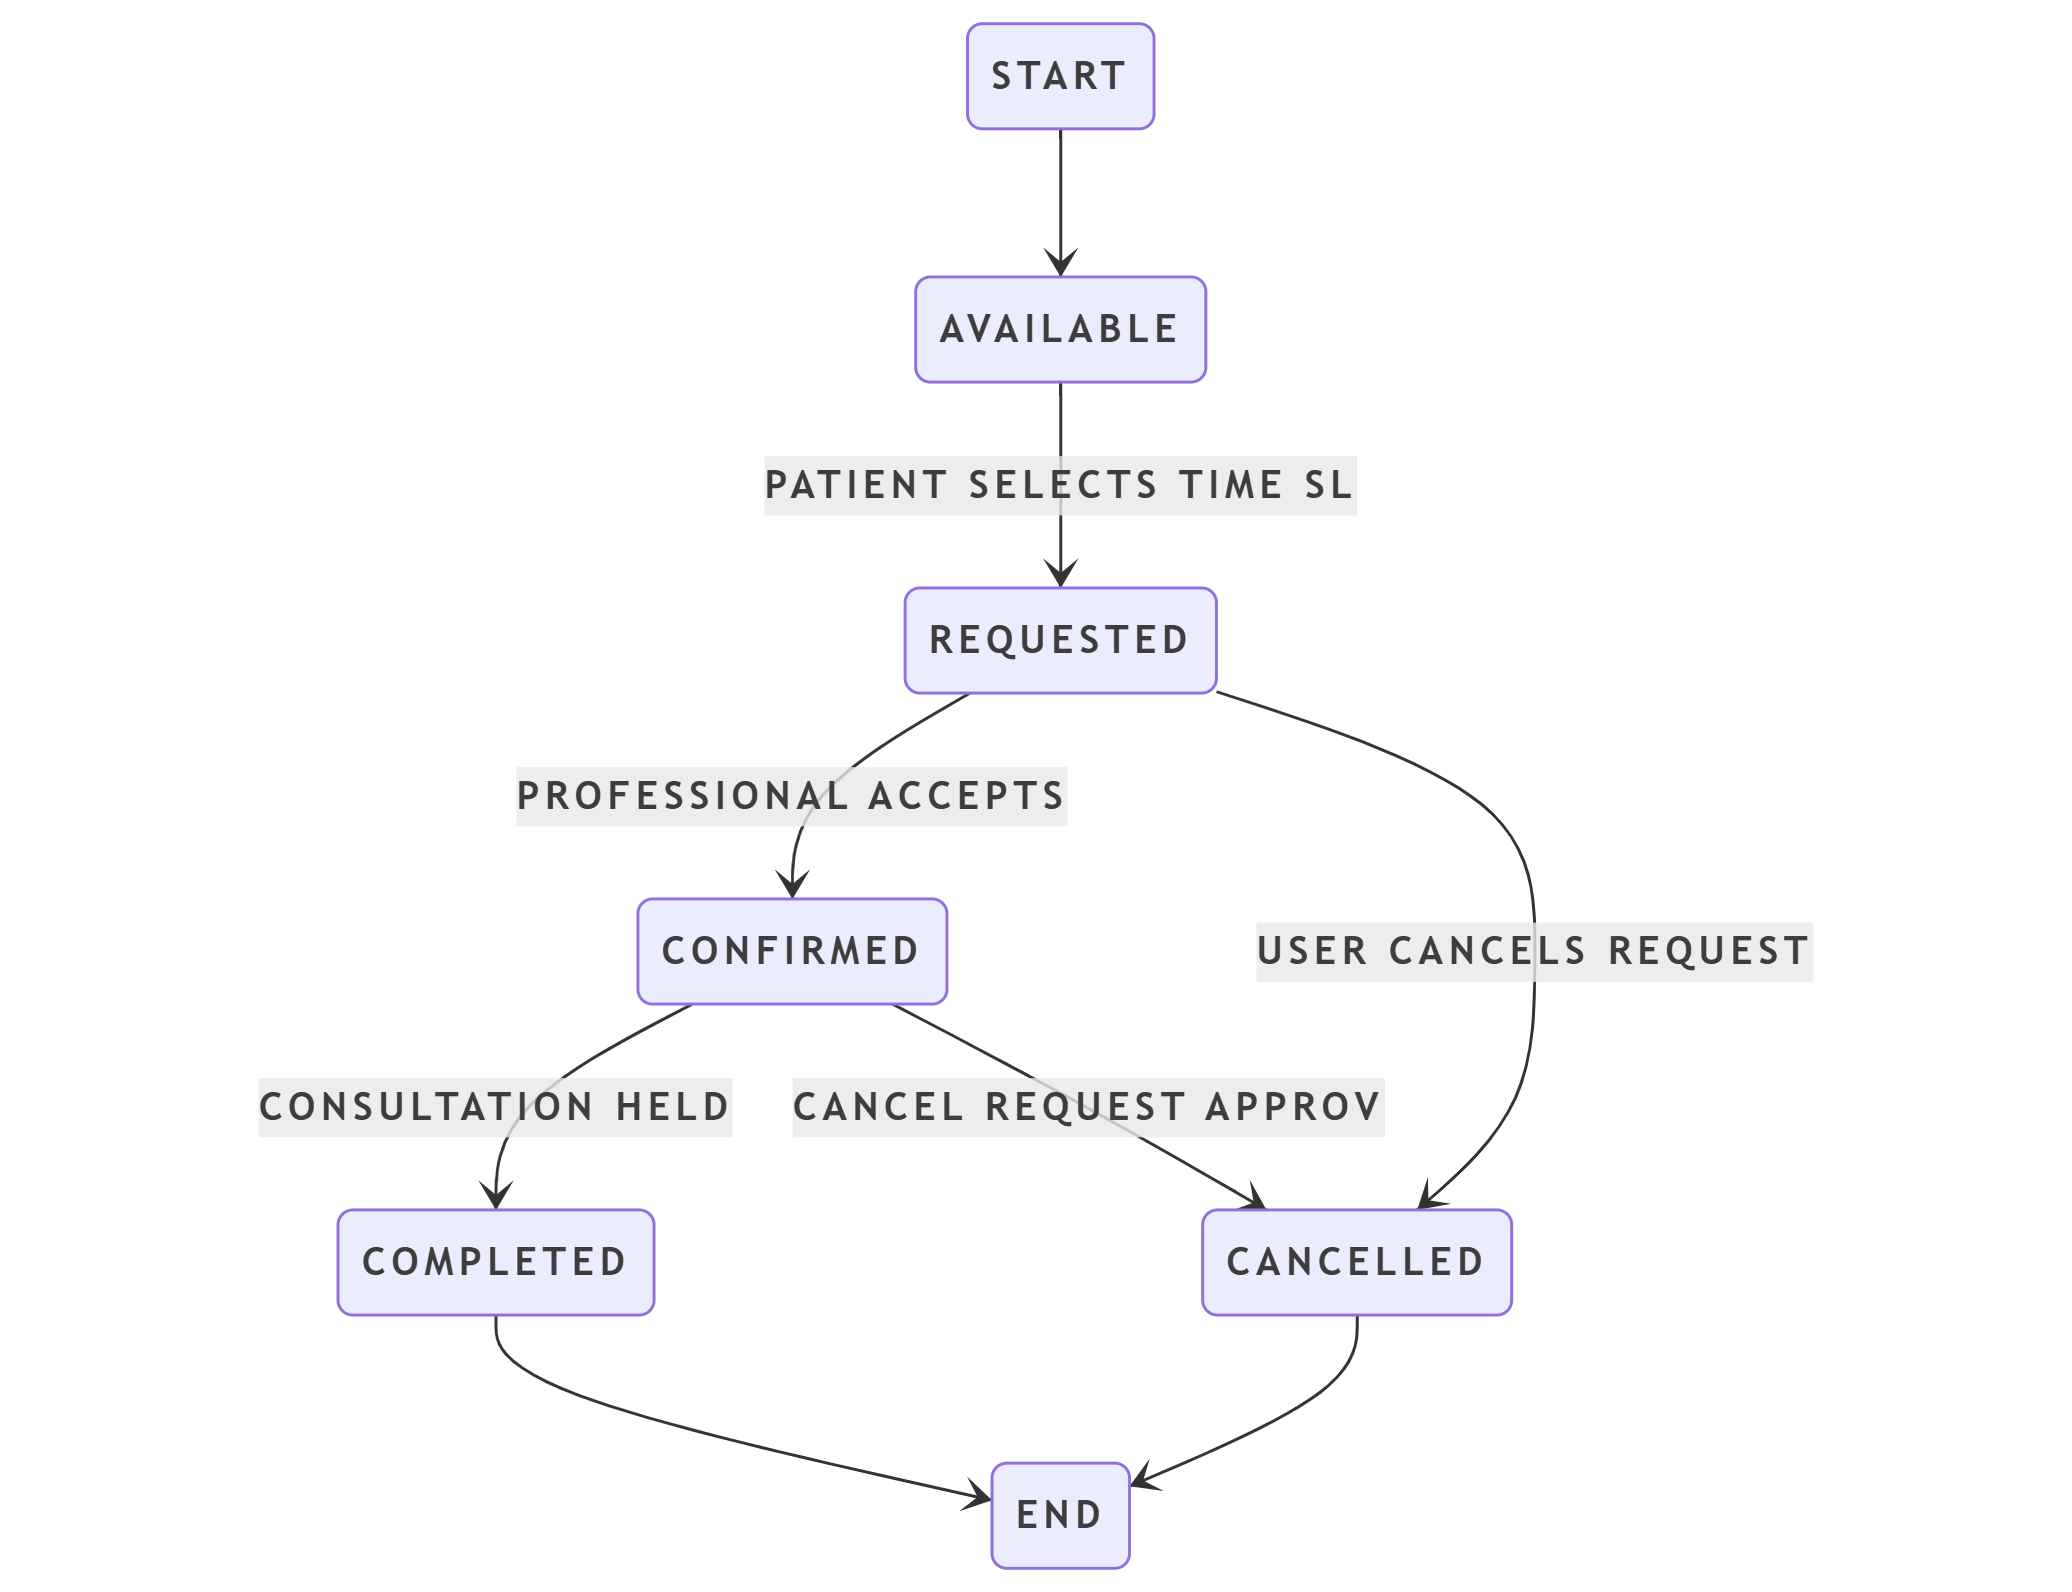 START
AVAILABLE
PATIENT SELECTS TIME SL
REQUESTED
PROFESSIONAL ACCEPTS
CONFIRMED
USER CANCELS REQUEST
CONSULTATION HELD
CANCEL REQUEST APPROV
COMPLETED
CANCELLED
END